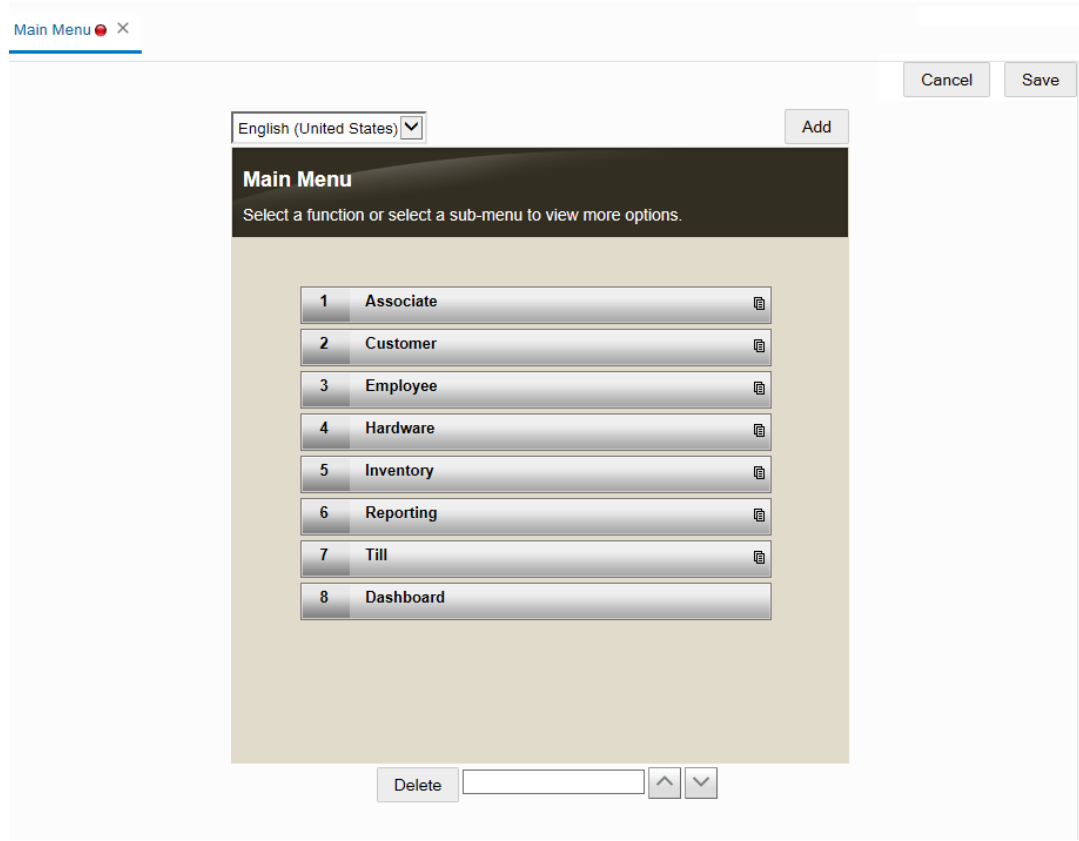 Main Menu
Cancel Save
English (United States) Add
Main Menu
Select a function or select a sub-menu to view more options.
1 Associate
2 Customer
3 Employee
4 Hardware
5 Inventory
6 Reporting
7 Till
8 Dashboard
Delete